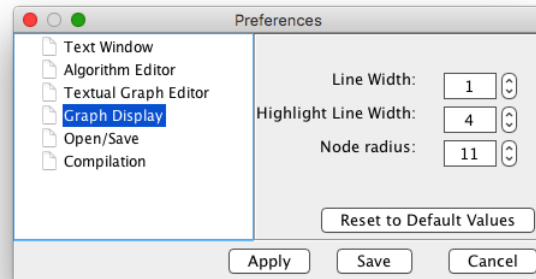 Preferences
Text Window
Algorithm Editor
Textual Graph Editor
Graph Display
Open/Save
Compilation
Line Width: 1
Highlight Line Width: 4
Node radius: 11
Reset to Default Values
Apply Save Cancel